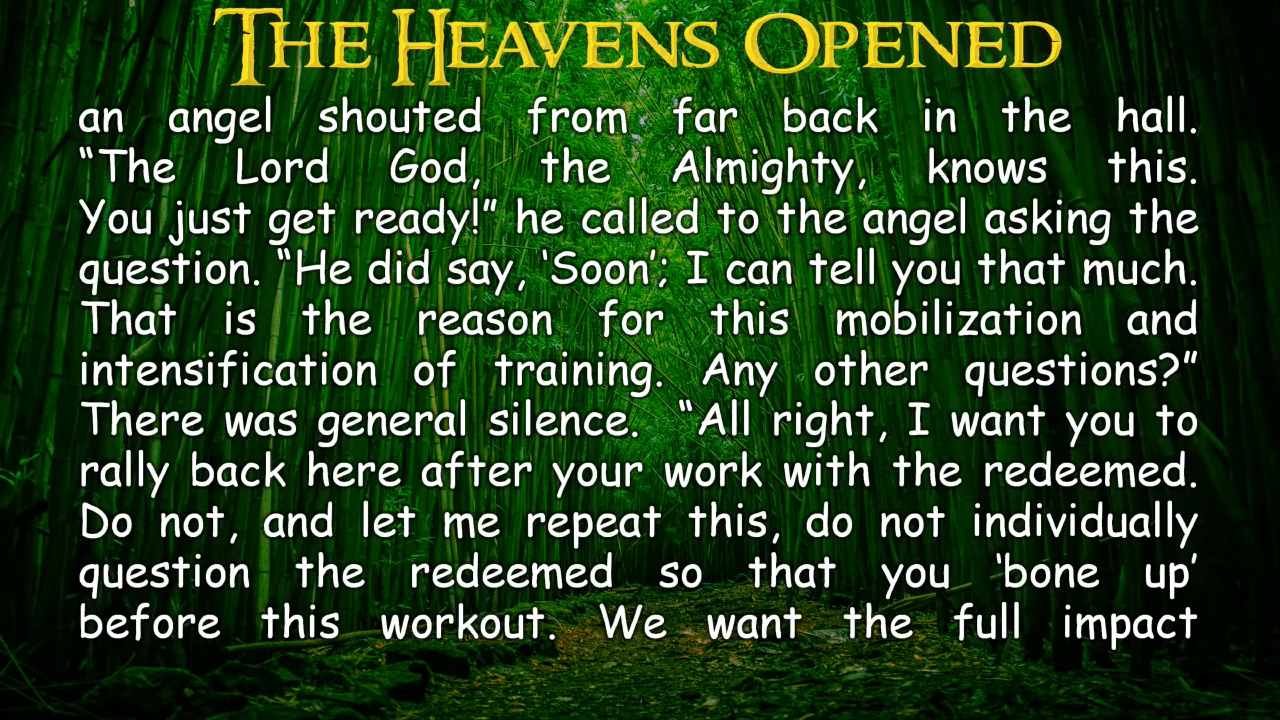 THE HEAVENS OPENED
an angel shouted from far back in the hall.
“The Lord God, the Almighty, knows this.
You just get ready!” he called to the angel asking the
question. “He did say, ‘Soon’; I can tell you that much.
That is the reason for this mobilization and
intensification of training. Any other questions?”
There was general silence. “All right, I want you to
rally back here after your work with the redeemed.
Do not, and let me repeat this, do not individually
question the redeemed so that you ‘bone up’
before this workout. We want the full impact